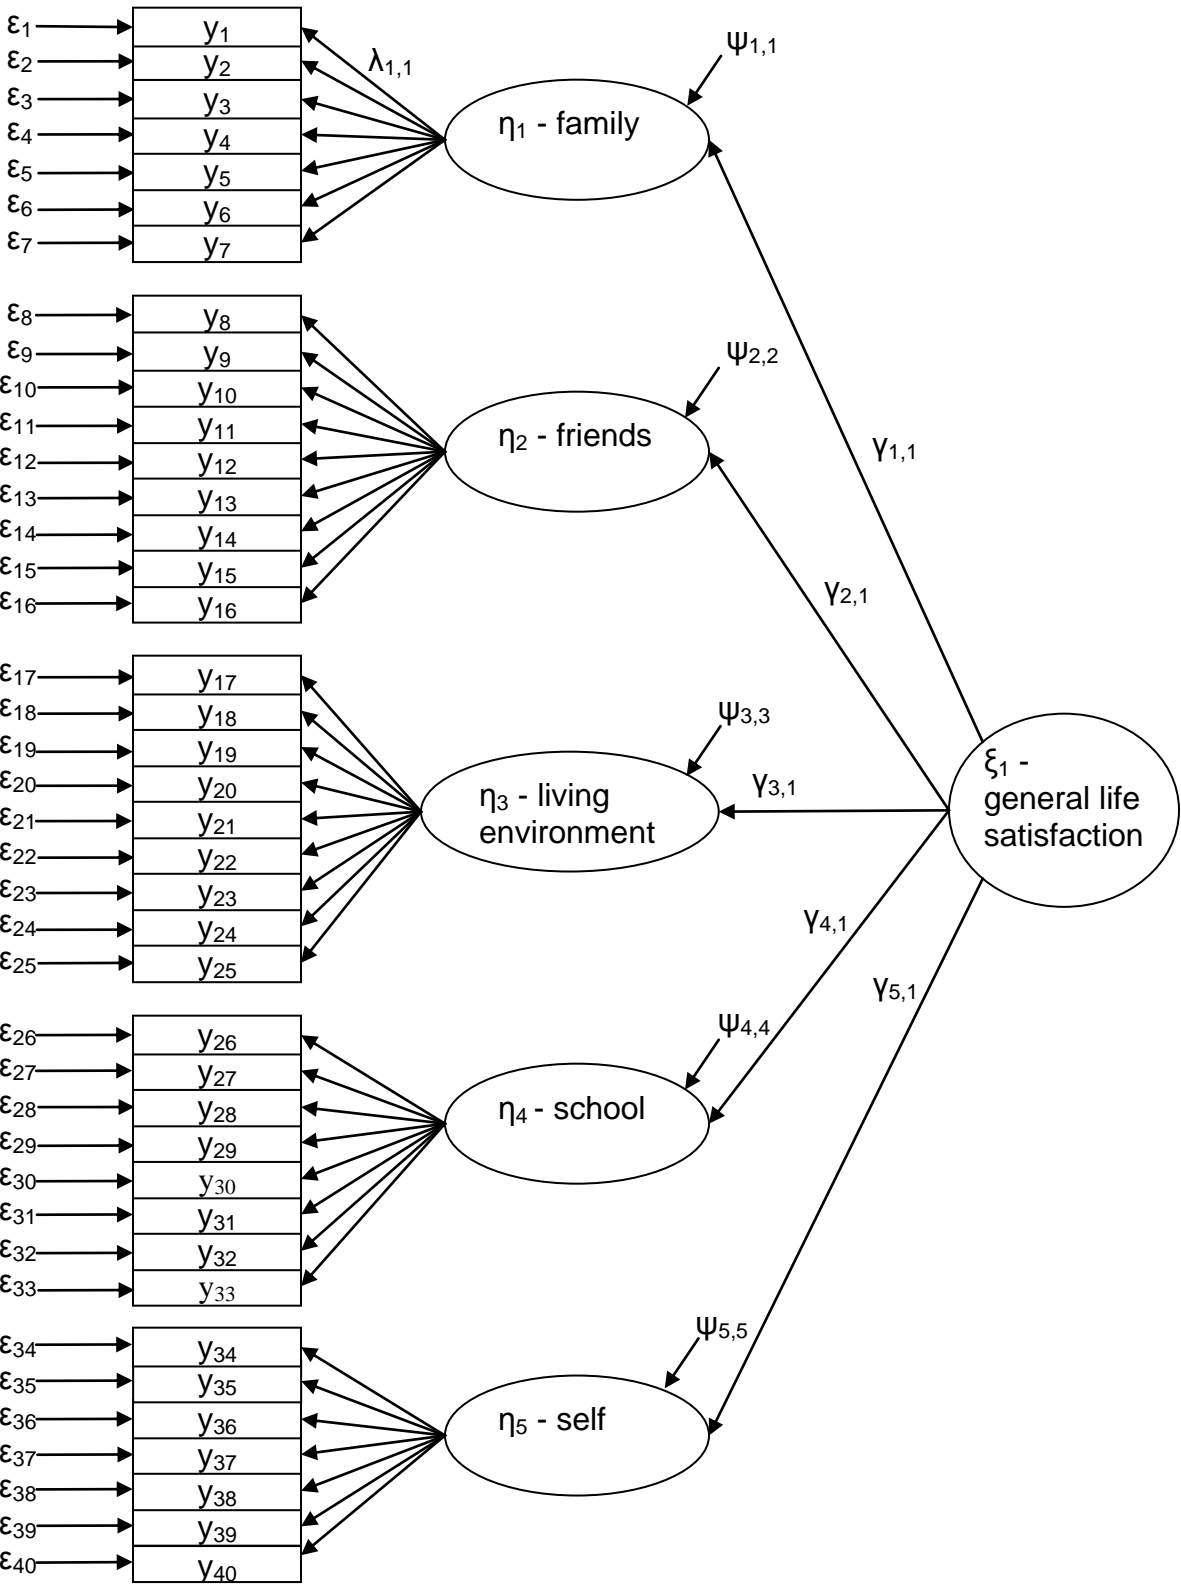 ε1 y1
ε2 y2
ε3 y3
ε4 y4
ε5 y5
ε6 y6
ε7 y7
λ1,1
η1 - family
ψ1,1
ε8 y8
ε9 y9
ε10 y10
ε11 y11
ε12 y12
ε13 y13
ε14 y14
ε15 y15
ε16 y16
η2 - friends
ψ2,2
γ1,1
γ2,1
ε17 y17
ε18 y18
ε19 y19
ε20 y20
ε21 y21
ε22 y22
ε23 y23
ε24 y24
ε25 y25
η3 - living
environment
ψ3,3
γ3,1
ξ1 -
general life
satisfaction
γ4,1
γ5,1
ε26 y26
ε27 y27
ε28 y28
ε29 y29
ε30 y30
ε31 y31
ε32 y32
ε33 y33
η4 - school
ψ4,4
ε34 y34
ε35 y35
ε36 y36
ε37 y37
ε38 y38
ε39 y39
ε40 y40
η5 - self
ψ5,5